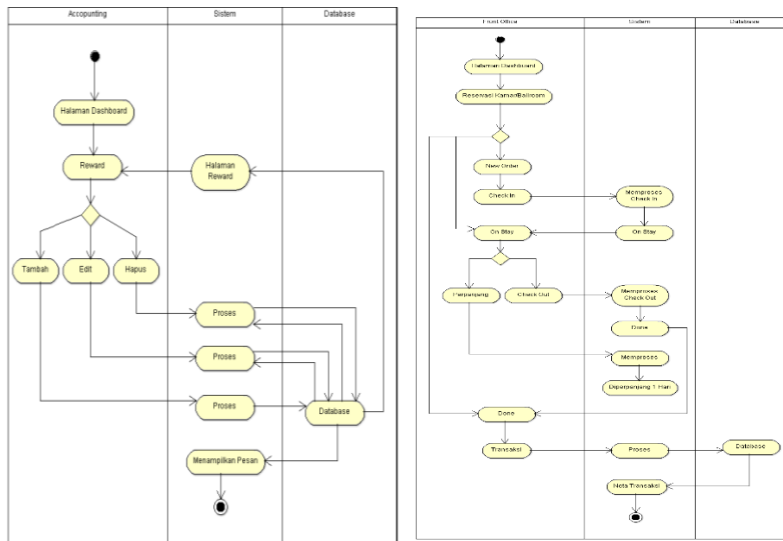 Accopunting
Sistem
Database
Halaman Dashboard
Reward
Halaman
Reward
Tambah
Edit
Hapus
Proses
Proses
Proses
Database
Menampilkan Pesan
Front Office
Sistem
Database
Halaman Dashboard
Reservasi Kamar/Ballroom
New Order
Check In
Memproses
Check In
On Stay
On Stay
Perpanjang
Check Out
Memproses
Check Out
Done
Memproses
Diperpanjang 1 Hari
Done
Transaksi
Proses
Database
Nota Transaksi